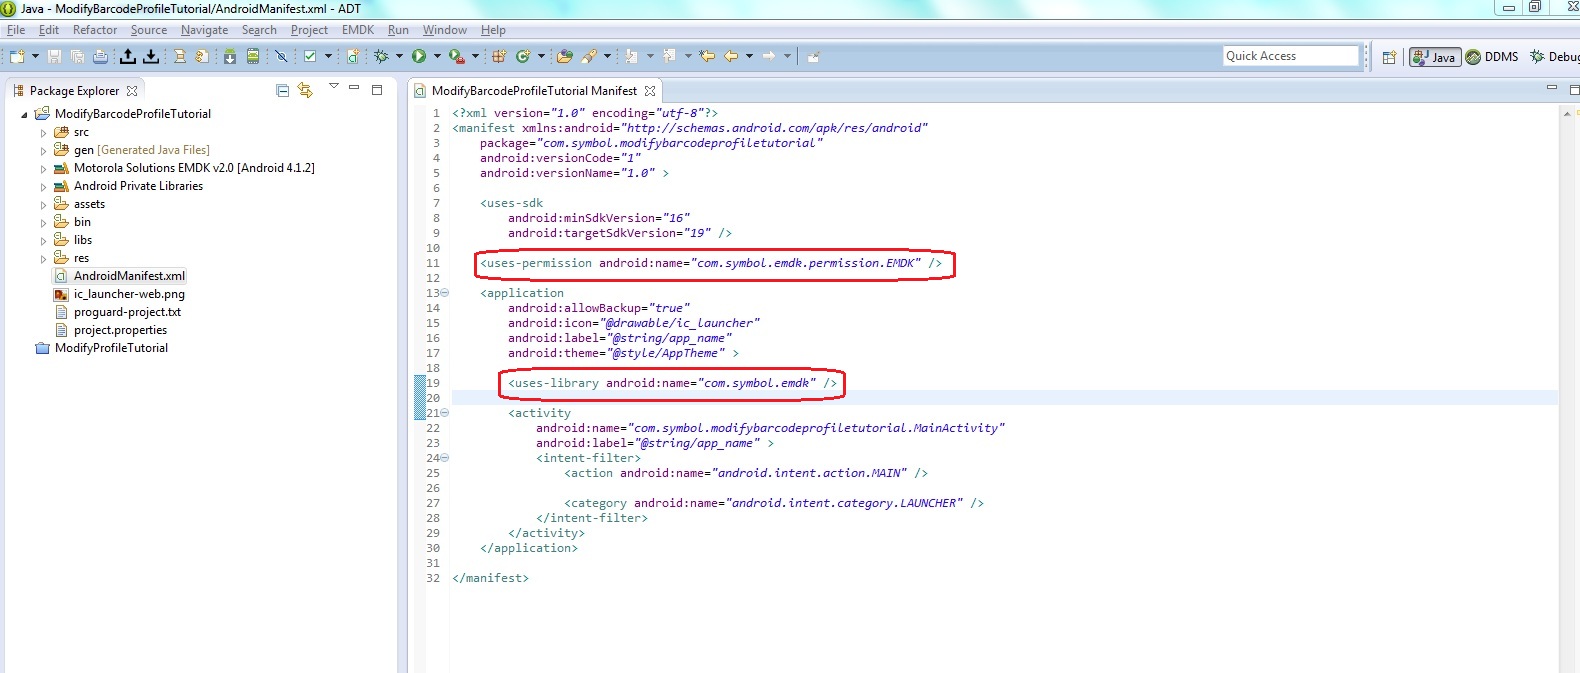 Java - ModifyBarcodeProfileTutorial/AndroidManifest.xml - ADT
File Edit Refactor Source Navigate Search Project EMDK Run Window Help
Quick Access
Java
DDMS
Debug
Package Explorer
ModifyBarcodeProfileTutorial
src
gen [Generated Java Files]
Motorola Solutions EMDK v2.0 [Android 4.1.2]
Android Private Libraries
assets
bin
libs
res
AndroidManifest.xml
ic_launcher-web.png
proguard-project.txt
project.properties
ModifyProfileTutorial
ModifyBarcodeProfileTutorial Manifest
1 <?xml version="1.0" encoding="utf-8"?>
2 <manifest xmlns:android="http://schemas.android.com/apk/res/android"
3 package="com.symbol.modifybarcodeprofiletutorial"
4 android:versionCode="1"
5 android:versionName="1.0" >
6
7 <uses-sdk
8 android:minSdkVersion="16"
9 android:targetSdkVersion="19" />
10
11 <uses-permission android:name="com.symbol.emdk.permission.EMDK" />
12
13 <application
14 android:allowBackup="true"
15 android:icon="@drawable/ic_launcher"
16 android:label="@string/app_name"
17 android:theme="@style/AppTheme" >
18
19 <uses-library android:name="com.symbol.emdk" />
20
21 <activity
22 android:name="com.symbol.modifybarcodeprofiletutorial.MainActivity"
23 android:label="@string/app_name" >
24 <intent-filter>
25 <action android:name="android.intent.action.MAIN" />
26
27 <category android:name="android.intent.category.LAUNCHER" />
28 </intent-filter>
29 </activity>
30 </application>
31
32 </manifest>